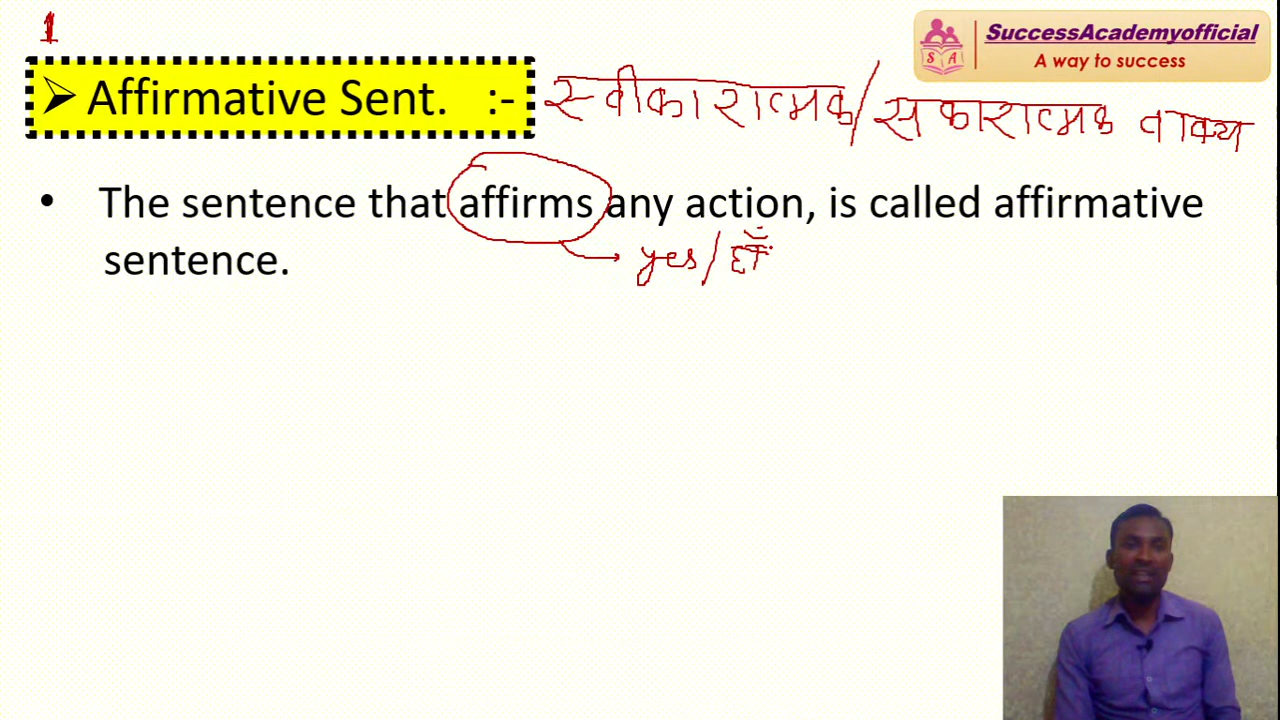 1
SuccessAcademyofficial
A way to success
S A
➢ Affirmative Sent. :- स्वीकारात्मक/सकारात्मक वाक्य
• The sentence that affirms any action, is called affirmative
sentence.
yes/हाँ